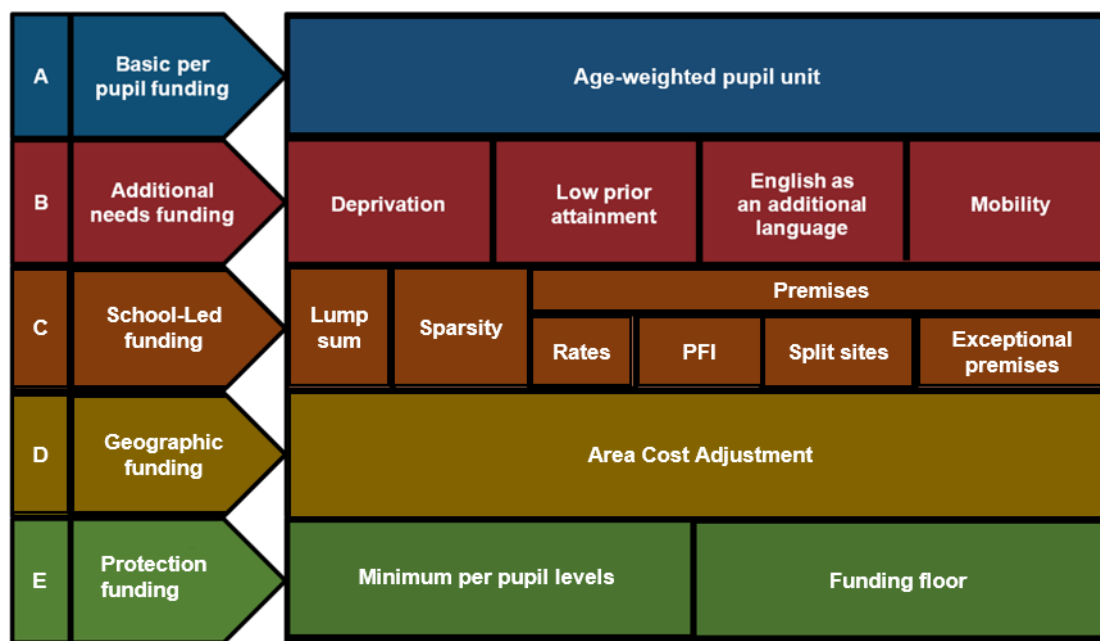 A
Basic per
pupil funding
Age-weighted pupil unit
B
Additional
needs funding
Deprivation
Low prior
attainment
English as
an additional
language
Mobility
C
School-Led
funding
Lump
sum
Sparsity
Premises
Rates
PFI
Split sites
Exceptional
premises
D
Geographic
funding
Area Cost Adjustment
E
Protection
funding
Minimum per pupil levels
Funding floor